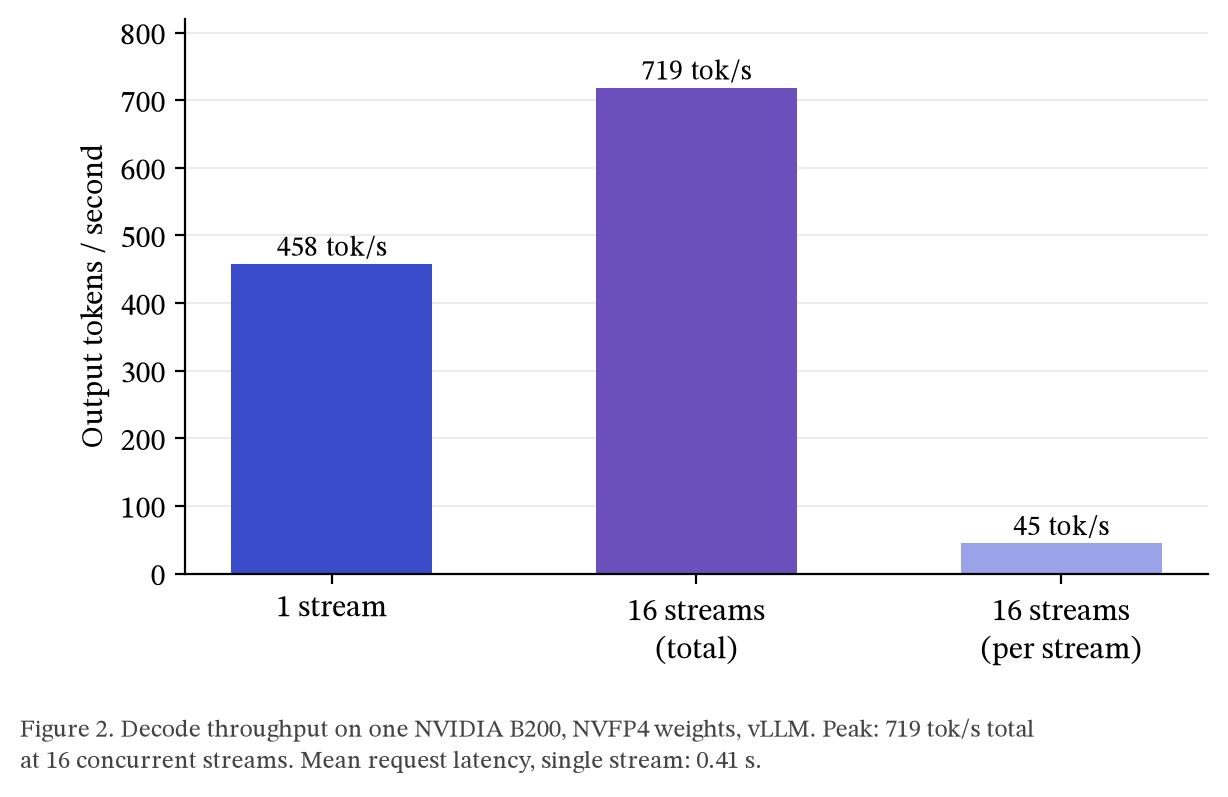 800
719 tok/s
700
600
500
458 tok/s
400
300
200
100
45 tok/s
0
Output tokens / second
1 stream
16 streams
(total)
16 streams
(per stream)
Figure 2. Decode throughput on one NVIDIA B200, NVFP4 weights, vLLM. Peak: 719 tok/s total
at 16 concurrent streams. Mean request latency, single stream: 0.41 s.